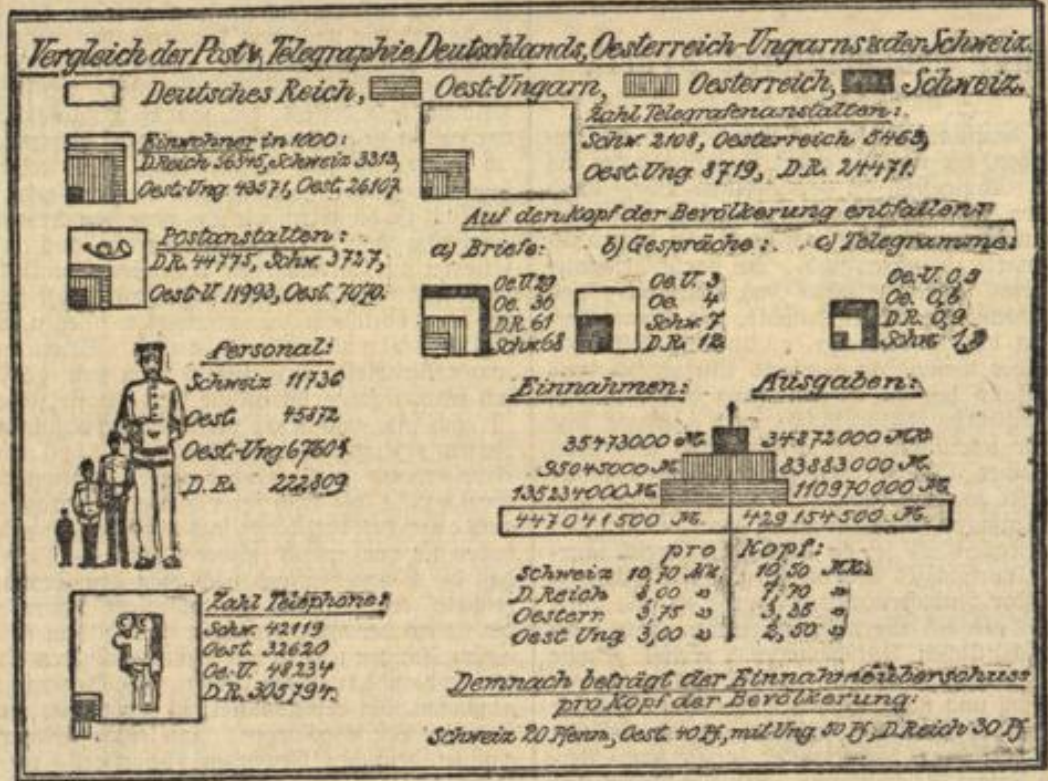 Vergleich der Post u. Telegraphie Deutschlands, Oesterreich-Ungarns u. der Schweiz.
Deutsches Reich, Oest-Ungarn, Oesterreich, Schweiz.
Einwohner in 1000:
D.Reich 56345, Schweiz 3313,
Oest-Ung. 43571, Oest. 26107
Zahl Telegrafenanstalten:
Schw. 2108, Oesterreich 5463,
Oest. Ung 8719, D.R. 24471.
Postanstalten:
D.R. 44775, Schw. 3727,
Oest-U 11993, Oest. 7070.
Auf den Kopf der Bevölkerung entfallen:
a) Briefe:
Oe U. 29
Oe. 36
D.R. 61
Schw. 68
b) Gespräche:
Oe. U. 3
Oe. 4
Schw. 7
D.R. 12
c) Telegramme:
Oe.-U. 0,3
Oe. 0,6
D.R. 0,9
Schw. 1,3
Personal:
Schweiz 11736
Oest.
Oest.-Ung 67604
D.R. 222809
Einnahmen: Ausgaben:
35473000 M. 34872000 Mk.
95045000 M. 83883000 M.
135234000 M. 110970000 M.
447041500 M. 429154500 M.
pro Kopf:
Schweiz 10,70 Mk. 10,50 Mk.
D.Reich 8,00 " 7,70 "
Oesterr 3,75 " 3,35 "
Oest Ung 3,00 " 2,50 "
Zahl Telephone:
Schw. 42119
Oest. 32620
Oe.-U. 48234
D.R. 305794.
Demnach beträgt der Einnahmeüberschuss
pro Kopf der Bevölkerung:
Schweiz 20 Pfenn, Oest. 40 Pf, mit Ung 50 Pf, D.Reich 30 Pf